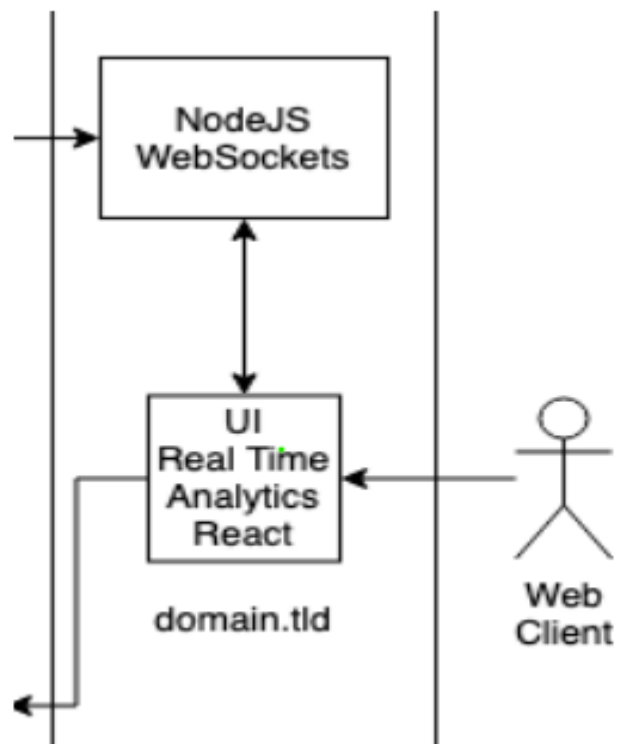 NodeJS
WebSockets
UI
Real Time
Analytics
React
domain.tld
Web
Client